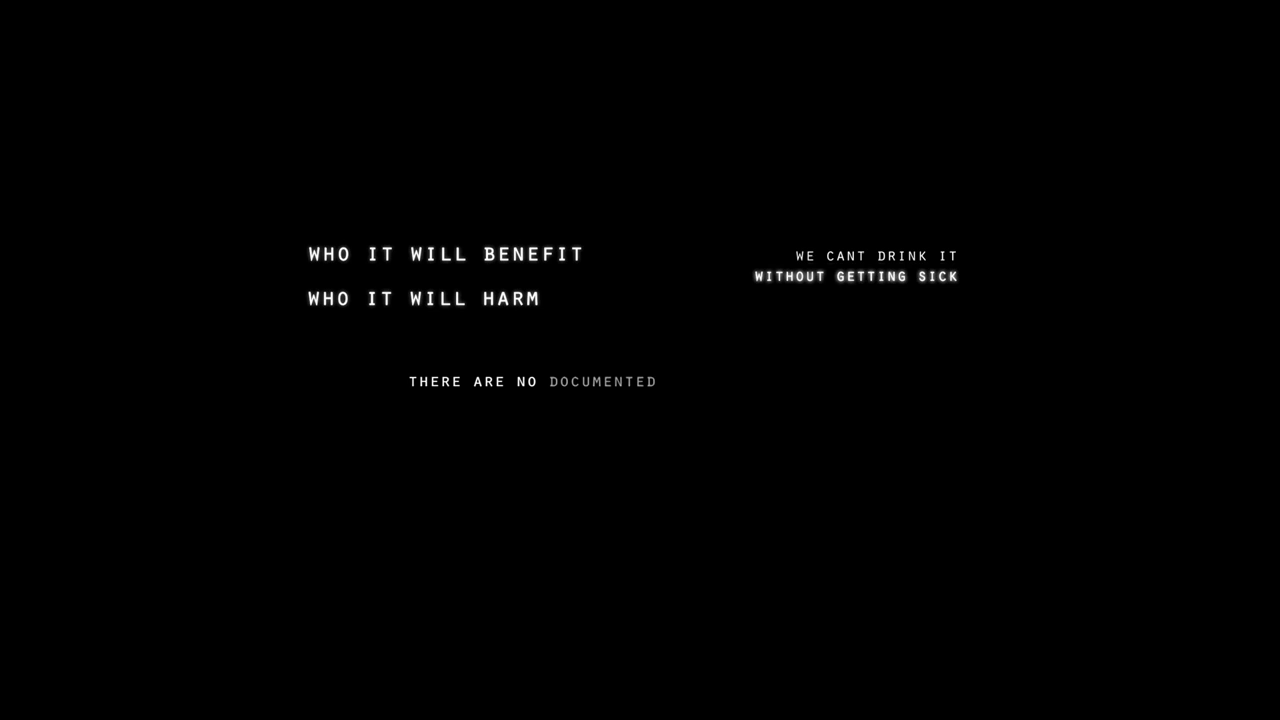 WHO IT WILL BENEFIT
WHO IT WILL HARM
WE CANT DRINK IT
WITHOUT GETTING SICK
THERE ARE NO DOCUMENTED